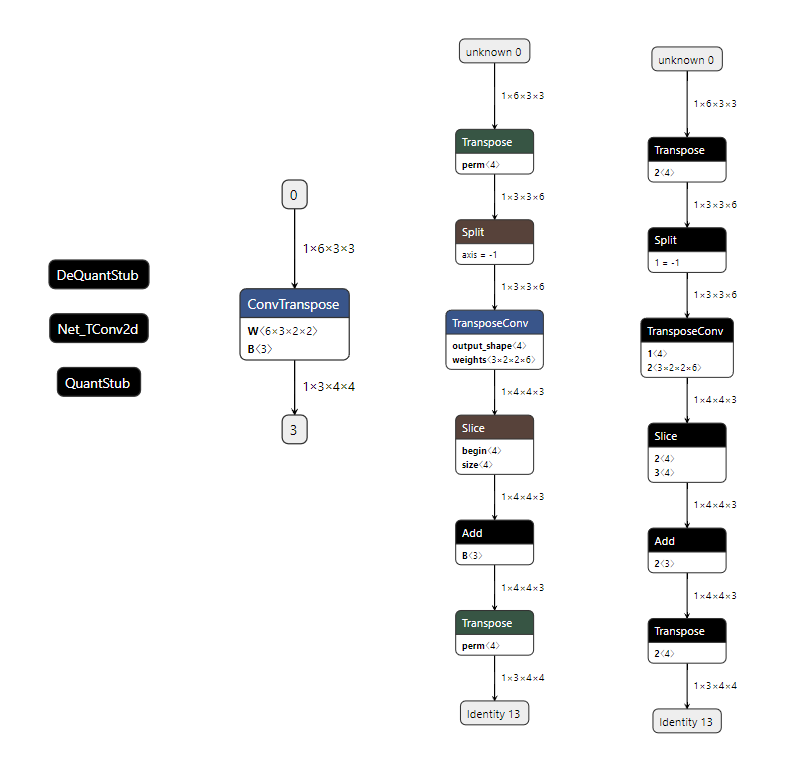 DeQuantStub
Net_TConv2d
QuantStub
0
1×6×3×3
ConvTranspose
W⟨6×3×2×2⟩
B⟨3⟩
1×3×4×4
3
unknown 0
1×6×3×3
Transpose
perm⟨4⟩
1×3×3×6
Split
axis = -1
1×3×3×6
TransposeConv
output_shape⟨4⟩
weights⟨3×2×2×6⟩
1×4×4×3
Slice
begin⟨4⟩
size⟨4⟩
1×4×4×3
Add
B⟨3⟩
1×4×4×3
Transpose
perm⟨4⟩
1×3×4×4
Identity 13
unknown 0
1×6×3×3
Transpose
2⟨4⟩
1×3×3×6
Split
1 = -1
1×3×3×6
TransposeConv
1⟨4⟩
2⟨3×2×2×6⟩
1×4×4×3
Slice
2⟨4⟩
3⟨4⟩
1×4×4×3
Add
2⟨3⟩
1×4×4×3
Transpose
2⟨4⟩
1×3×4×4
Identity 13